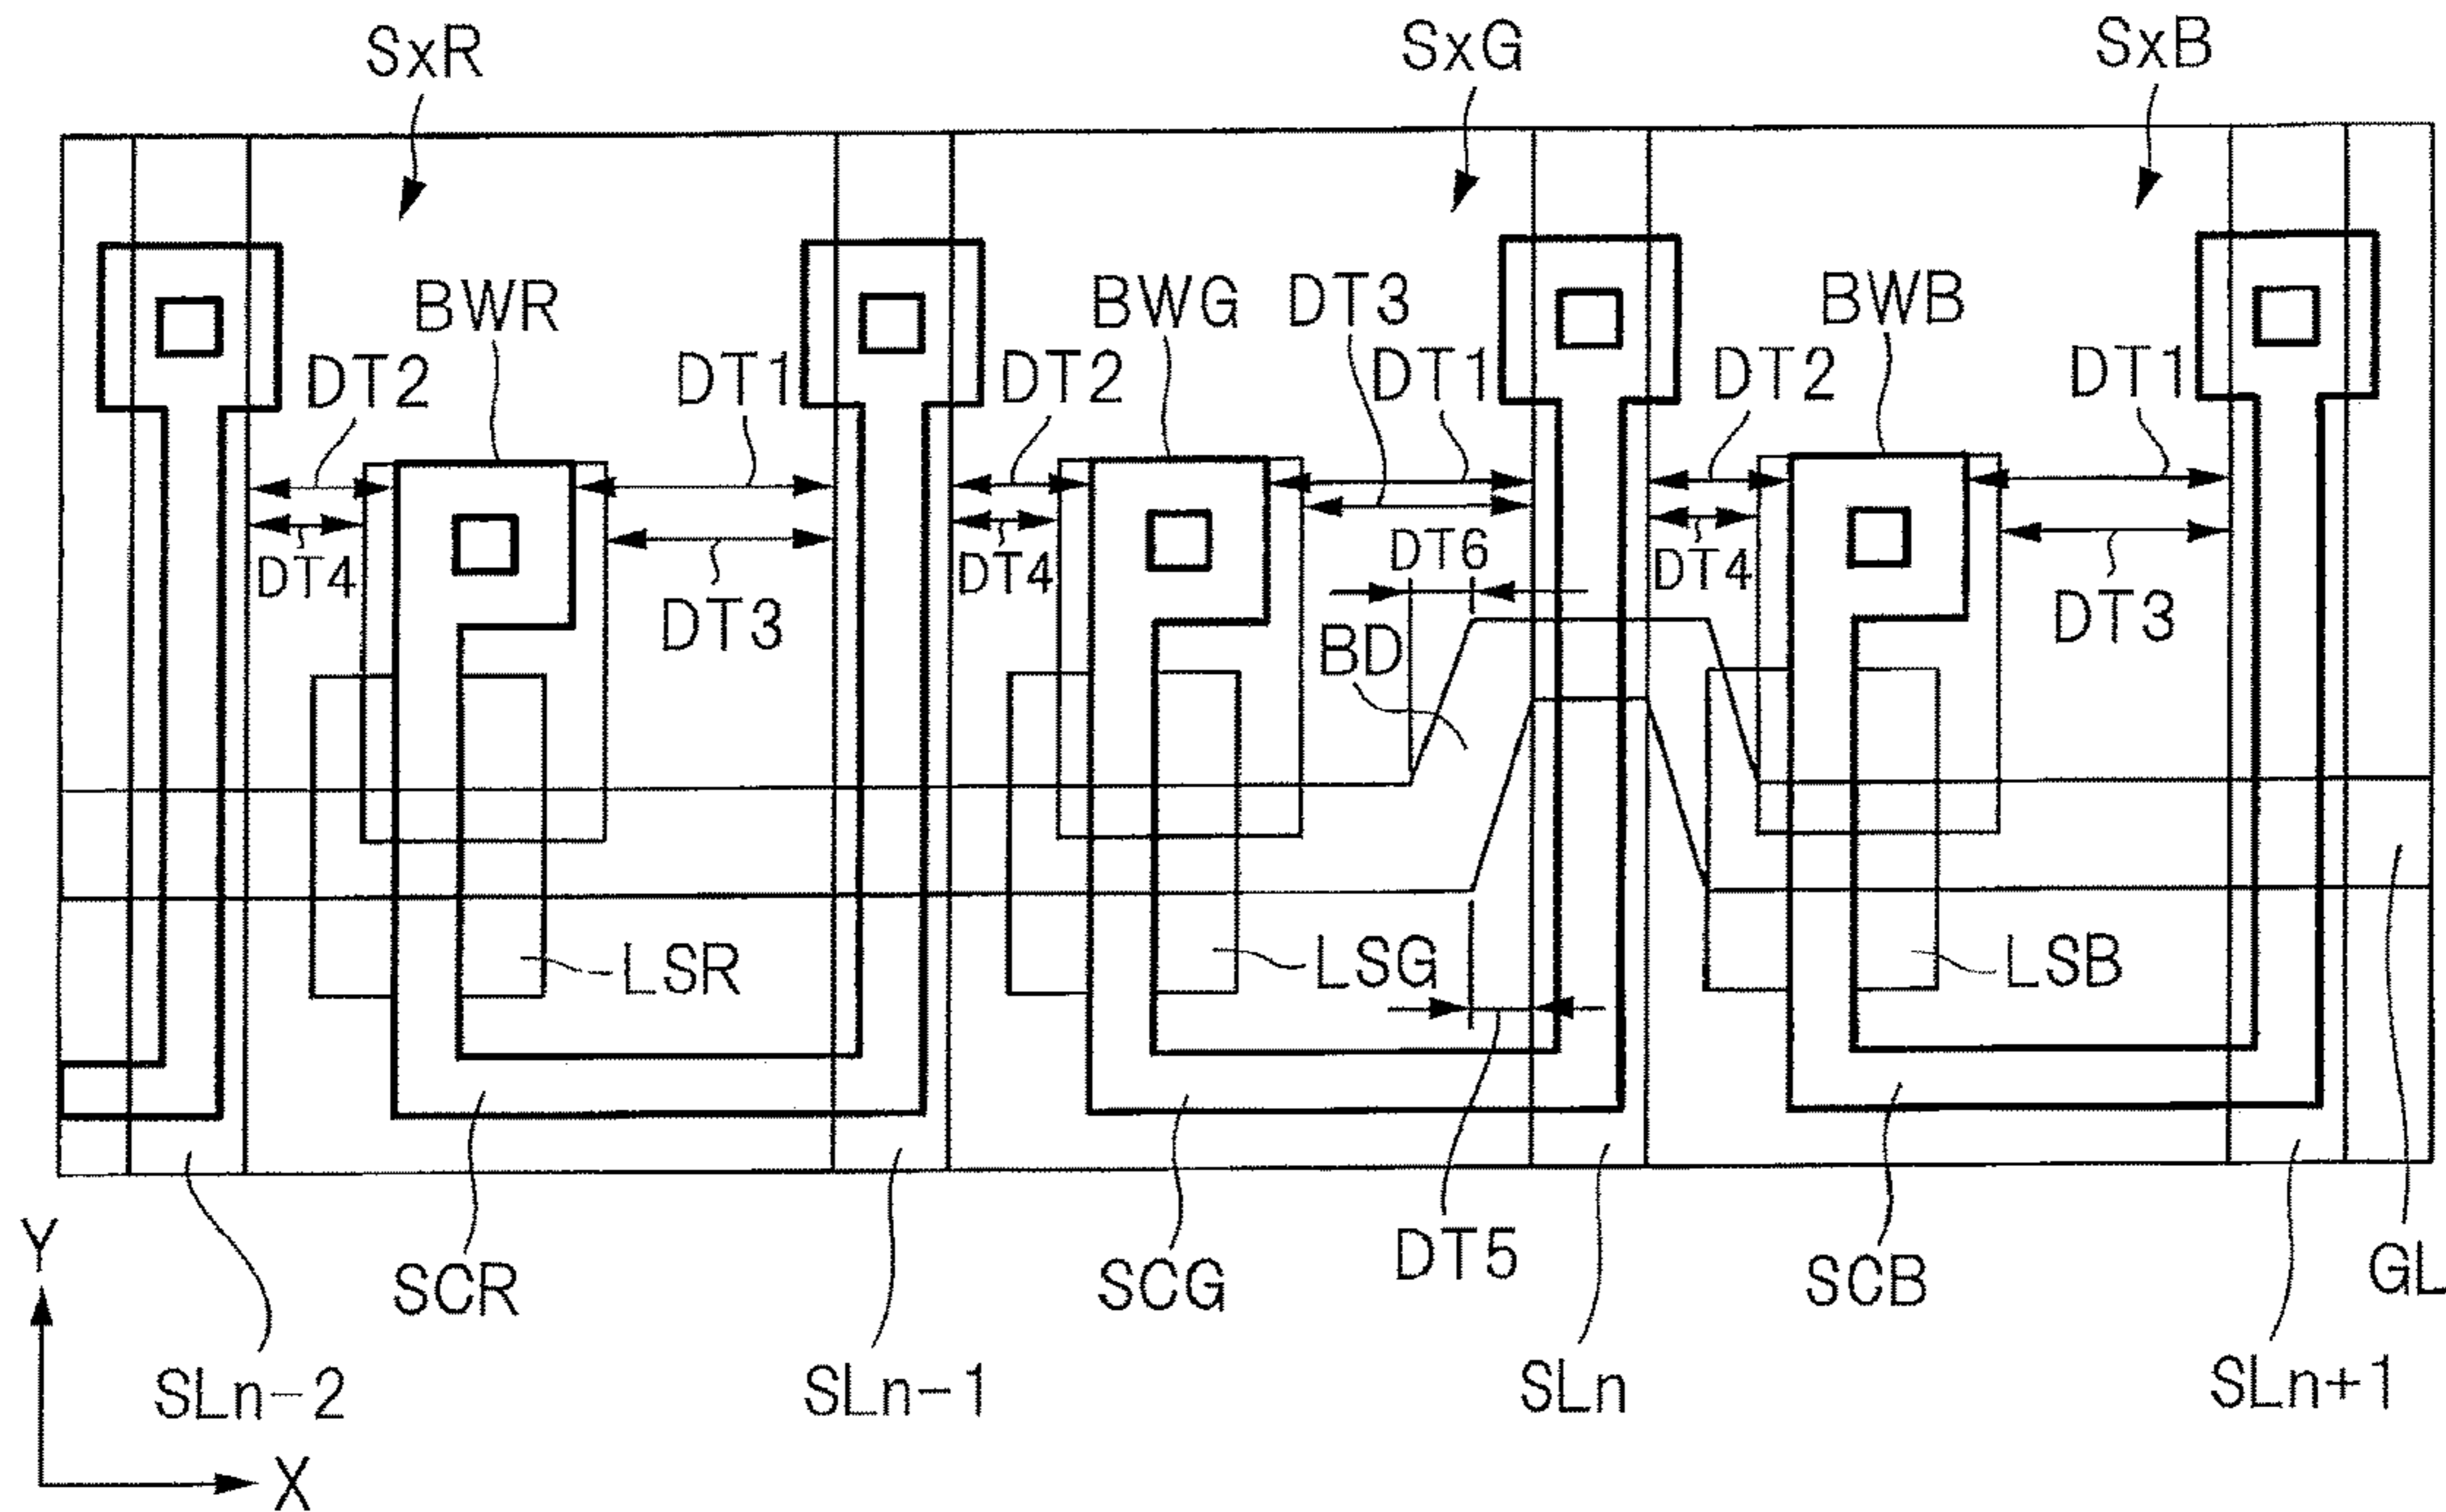 SxR SxG SxB
BWR BWG DT3 BWB
DT2 DT1 DT2 DT1 DT2 DT1
DT4 DT3 DT4 DT6 DT4 DT3
BD
LSR LSG LSB
Y SCR SCG DT5 SCB GL
SLn-2 SLn-1 SLn SLn+1
X